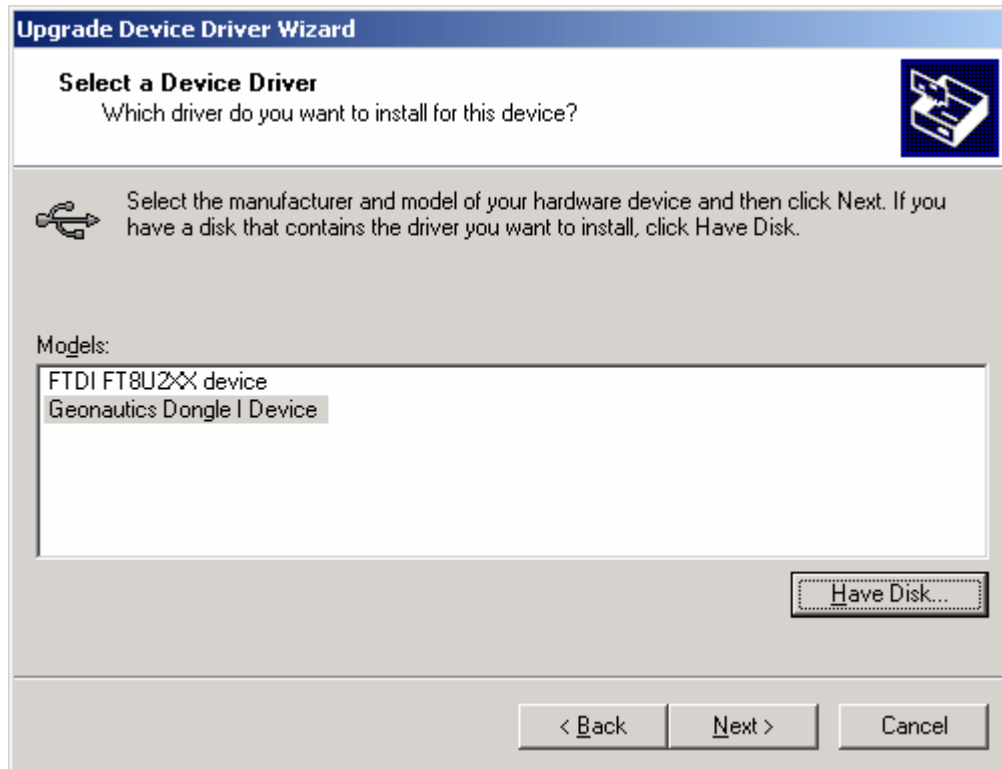 Upgrade Device Driver Wizard
Select a Device Driver
Which driver do you want to install for this device?
Select the manufacturer and model of your hardware device and then click Next. If you
have a disk that contains the driver you want to install, click Have Disk.
Models:
FTDI FT8U2XX device
Geonautics Dongle I Device
Have Disk...
< Back
Next >
Cancel